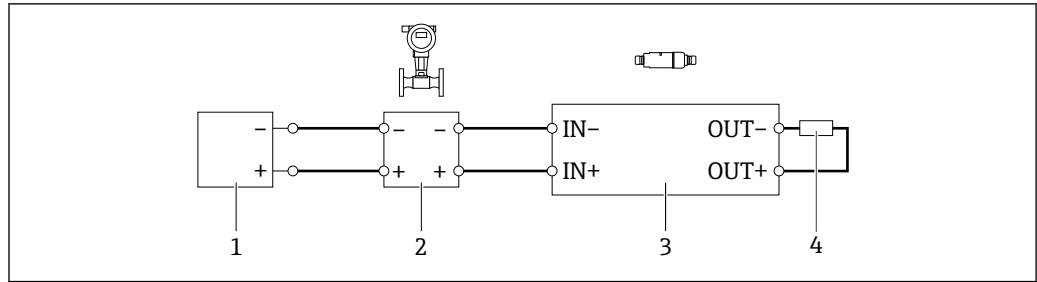 − − − IN− OUT−
+ + + IN+ OUT+
1 2 3 4